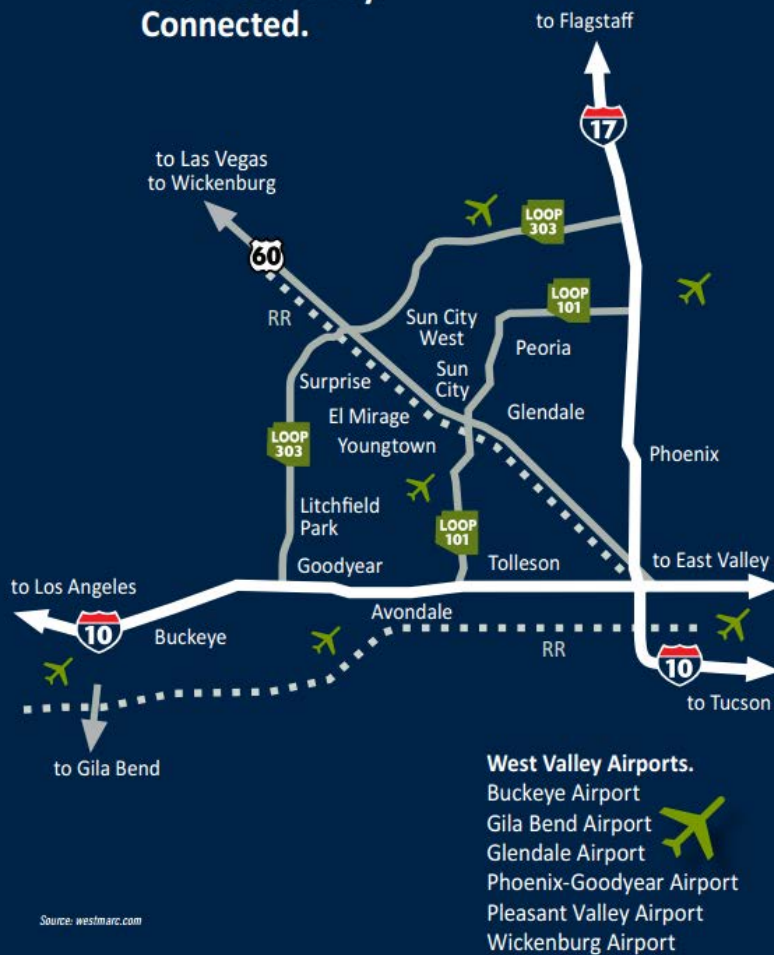 Connected.
to Flagstaff
17
to Las Vegas
to Wickenburg
LOOP
303
60
LOOP
101
RR
Sun City
West
Peoria
Sun
City
Surprise
El Mirage
Glendale
LOOP
303
Youngtown
Phoenix
Litchfield
Park
LOOP
101
Goodyear
Tolleson
to East Valley
to Los Angeles
10
Buckeye
Avondale
RR
10
to Tucson
to Gila Bend
West Valley Airports.
Buckeye Airport
Gila Bend Airport
Glendale Airport
Phoenix-Goodyear Airport
Pleasant Valley Airport
Wickenburg Airport
Source: westmarc.com